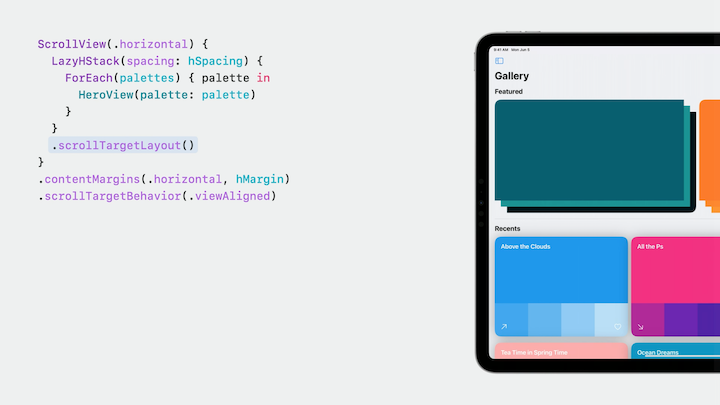 ScrollView(.horizontal) {
LazyHStack(spacing: hSpacing) {
ForEach(palettes) { palette in
HeroView(palette: palette)
}
}
.scrollTargetLayout()
}
.contentMargins(.horizontal, hMargin)
.scrollTargetBehavior(.viewAligned)
9:41 AM Mon Jun 5
Gallery
Featured
Recents
Above the Clouds
All the Ps
Tea Time in Spring Time
Ocean Dreams